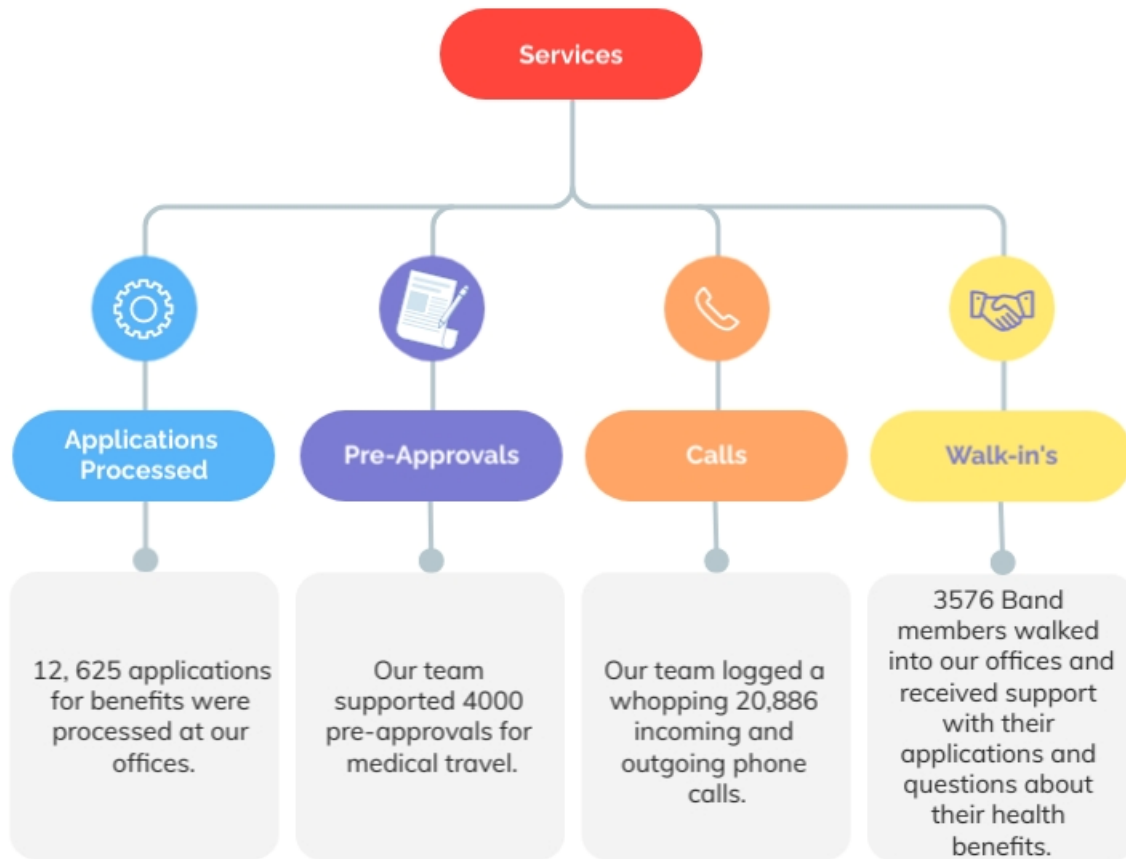 Services
Applications
Processed
Pre-Approvals
Calls
Walk-in's
12, 625 applications
for benefits were
processed at our
offices.
Our team
supported 4000
pre-approvals for
medical travel.
Our team logged a
whopping 20,886
incoming and
outgoing phone
calls.
3576 Band
members walked
into our offices and
received support
with their
applications and
questions about
their health
benefits.